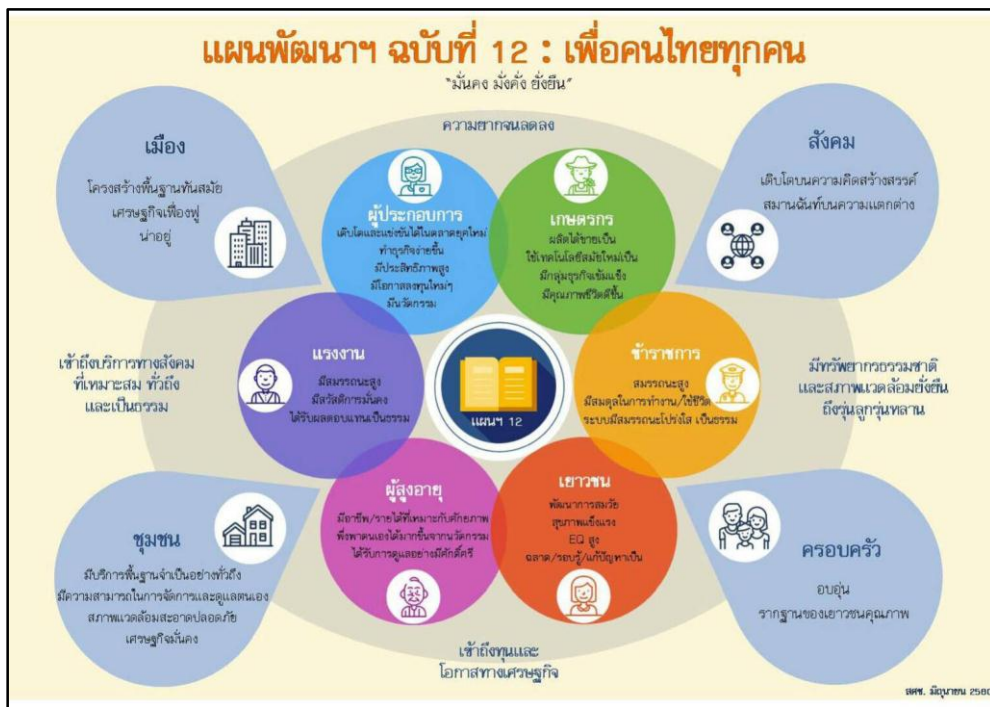 แผนพัฒนาฯ ฉบับที่ 12 : เพื่อคนไทยทุกคน
"มั่นคง มั่งคั่ง ยั่งยืน"
ความยากจนลดลง
เมือง
โครงสร้างพื้นฐานทันสมัย
เศรษฐกิจเฟื่องฟู
น่าอยู่
สังคม
เติบโตบนความคิดสร้างสรรค์
สมานฉันท์บนความแตกต่าง
ผู้ประกอบการ
เติบโตและแข่งขันได้ในตลาดยุคใหม่
ทำธุรกิจง่ายขึ้น
มีประสิทธิภาพสูง
มีโอกาสลงทุนใหม่ๆ
มีนวัตกรรม
เกษตรกร
ผลิตได้ขายเป็น
ใช้เทคโนโลยีสมัยใหม่เป็น
มีกลุ่มธุรกิจเข้มแข็ง
มีคุณภาพชีวิตดีขึ้น
เข้าถึงบริการทางสังคม
ที่เหมาะสม ทั่วถึง
และเป็นธรรม
แรงงาน
มีสมรรถนะสูง
มีสวัสดิการมั่นคง
ได้รับผลตอบแทนเป็นธรรม
แผนฯ 12
ข้าราชการ
สมรรถนะสูง
มีสมดุลในการทำงาน/ใช้ชีวิต
ระบบมีสมรรถนะโปร่งใส เป็นธรรม
มีทรัพยากรธรรมชาติ
และสภาพแวดล้อมยั่งยืน
ถึงรุ่นลูกรุ่นหลาน
ผู้สูงอายุ
มีอาชีพ/รายได้ที่เหมาะกับศักยภาพ
พึ่งพาตนเองได้มากขึ้นจากนวัตกรรม
ได้รับการดูแลอย่างมีศักดิ์ศรี
เยาวชน
พัฒนาการสมวัย
สุขภาพแข็งแรง
EQ สูง
ฉลาด/รอบรู้/แก้ปัญหาเป็น
ชุมชน
มีบริการพื้นฐานจำเป็นอย่างทั่วถึง
มีความสามารถในการจัดการและดูแลตนเอง
สภาพแวดล้อมสะอาดปลอดภัย
เศรษฐกิจมั่นคง
ครอบครัว
อบอุ่น
รากฐานของเยาวชนคุณภาพ
เข้าถึงทุนและ
โอกาสทางเศรษฐกิจ
สศช. มิถุนายน 2560